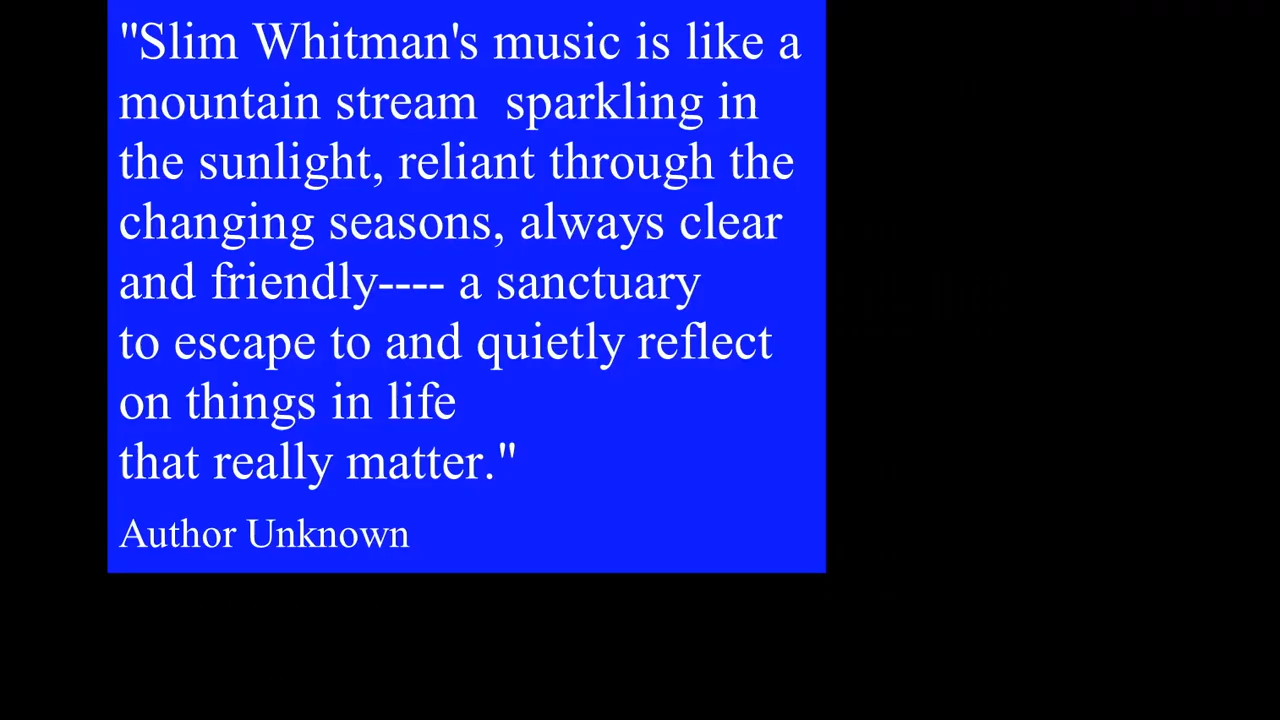 "Slim Whitman's music is like a
mountain stream  sparkling in
the sunlight, reliant through the
changing seasons, always clear
and friendly---- a sanctuary
to escape to and quietly reflect
on things in life
that really matter."
Author Unknown